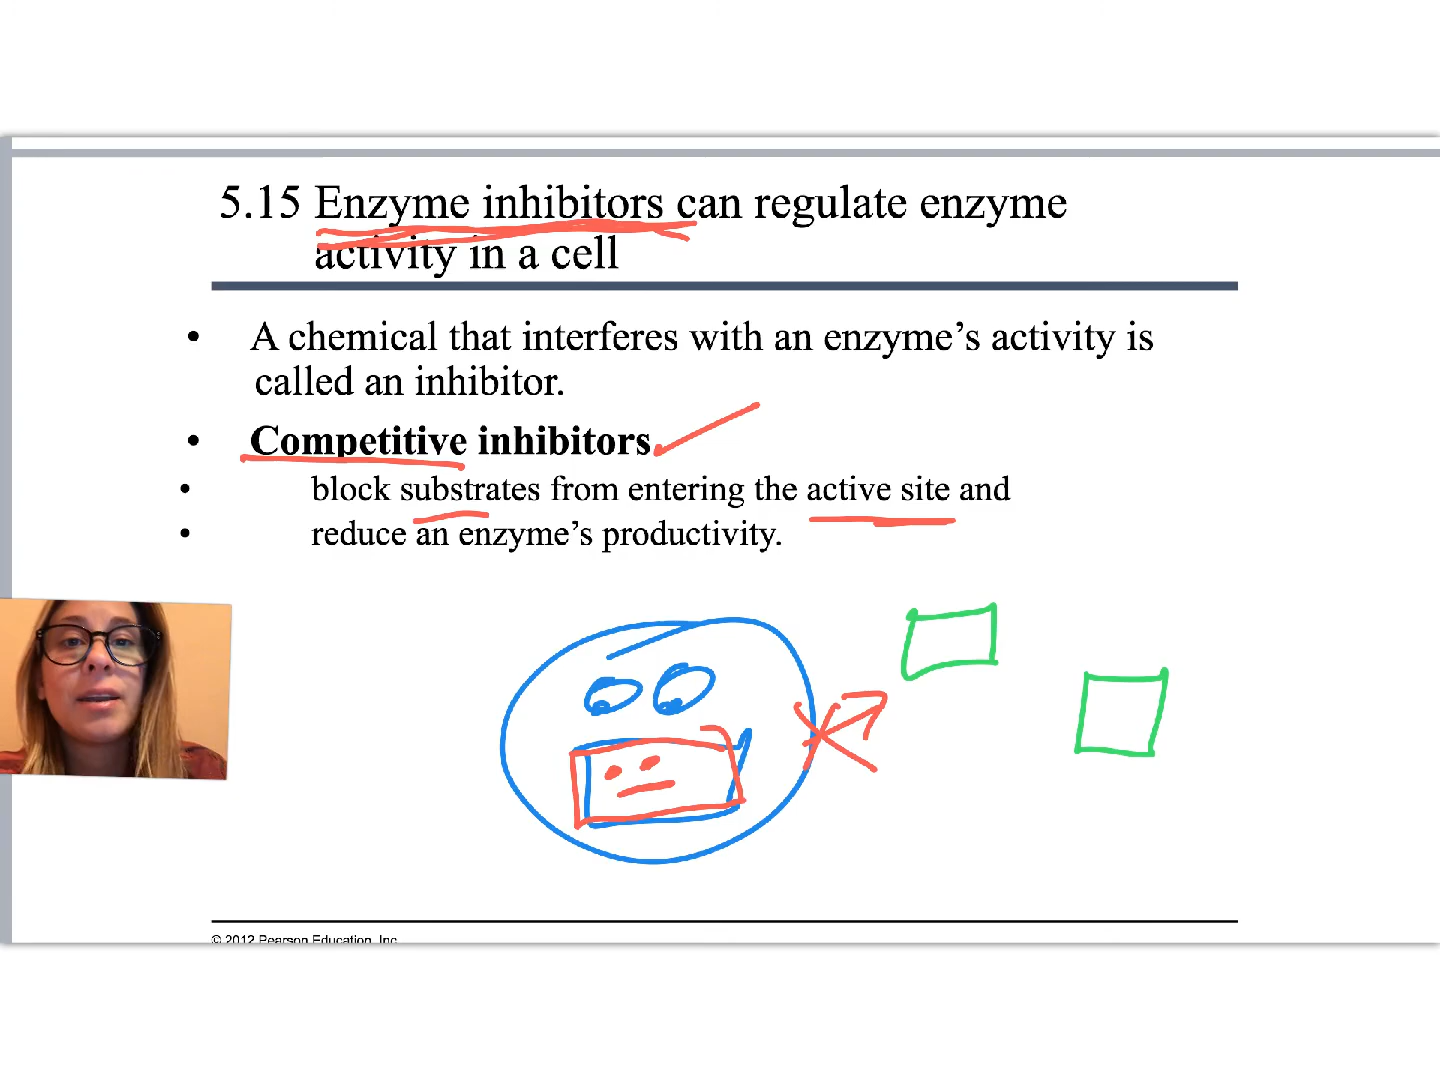 5.15 Enzyme inhibitors can regulate enzyme
activity in a cell
• A chemical that interferes with an enzyme’s activity is
called an inhibitor.
• Competitive inhibitors
• block substrates from entering the active site and
• reduce an enzyme’s productivity.
© 2012 Pearson Education, Inc.